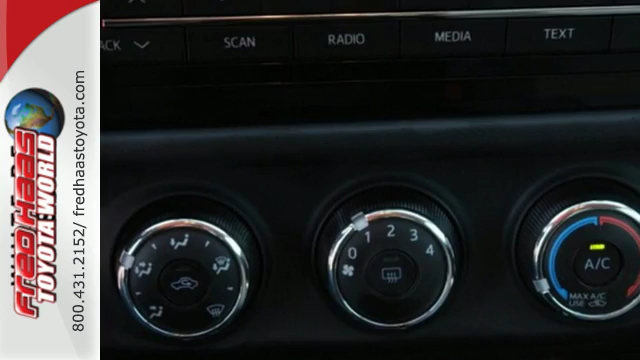 SCAN RADIO MEDIA TEXT
0 1 2 3 4
A/C
MAX A/C
USE
FRED HAAS
TOYOTA WORLD
800.431.2152/ fredhaastoyota.com